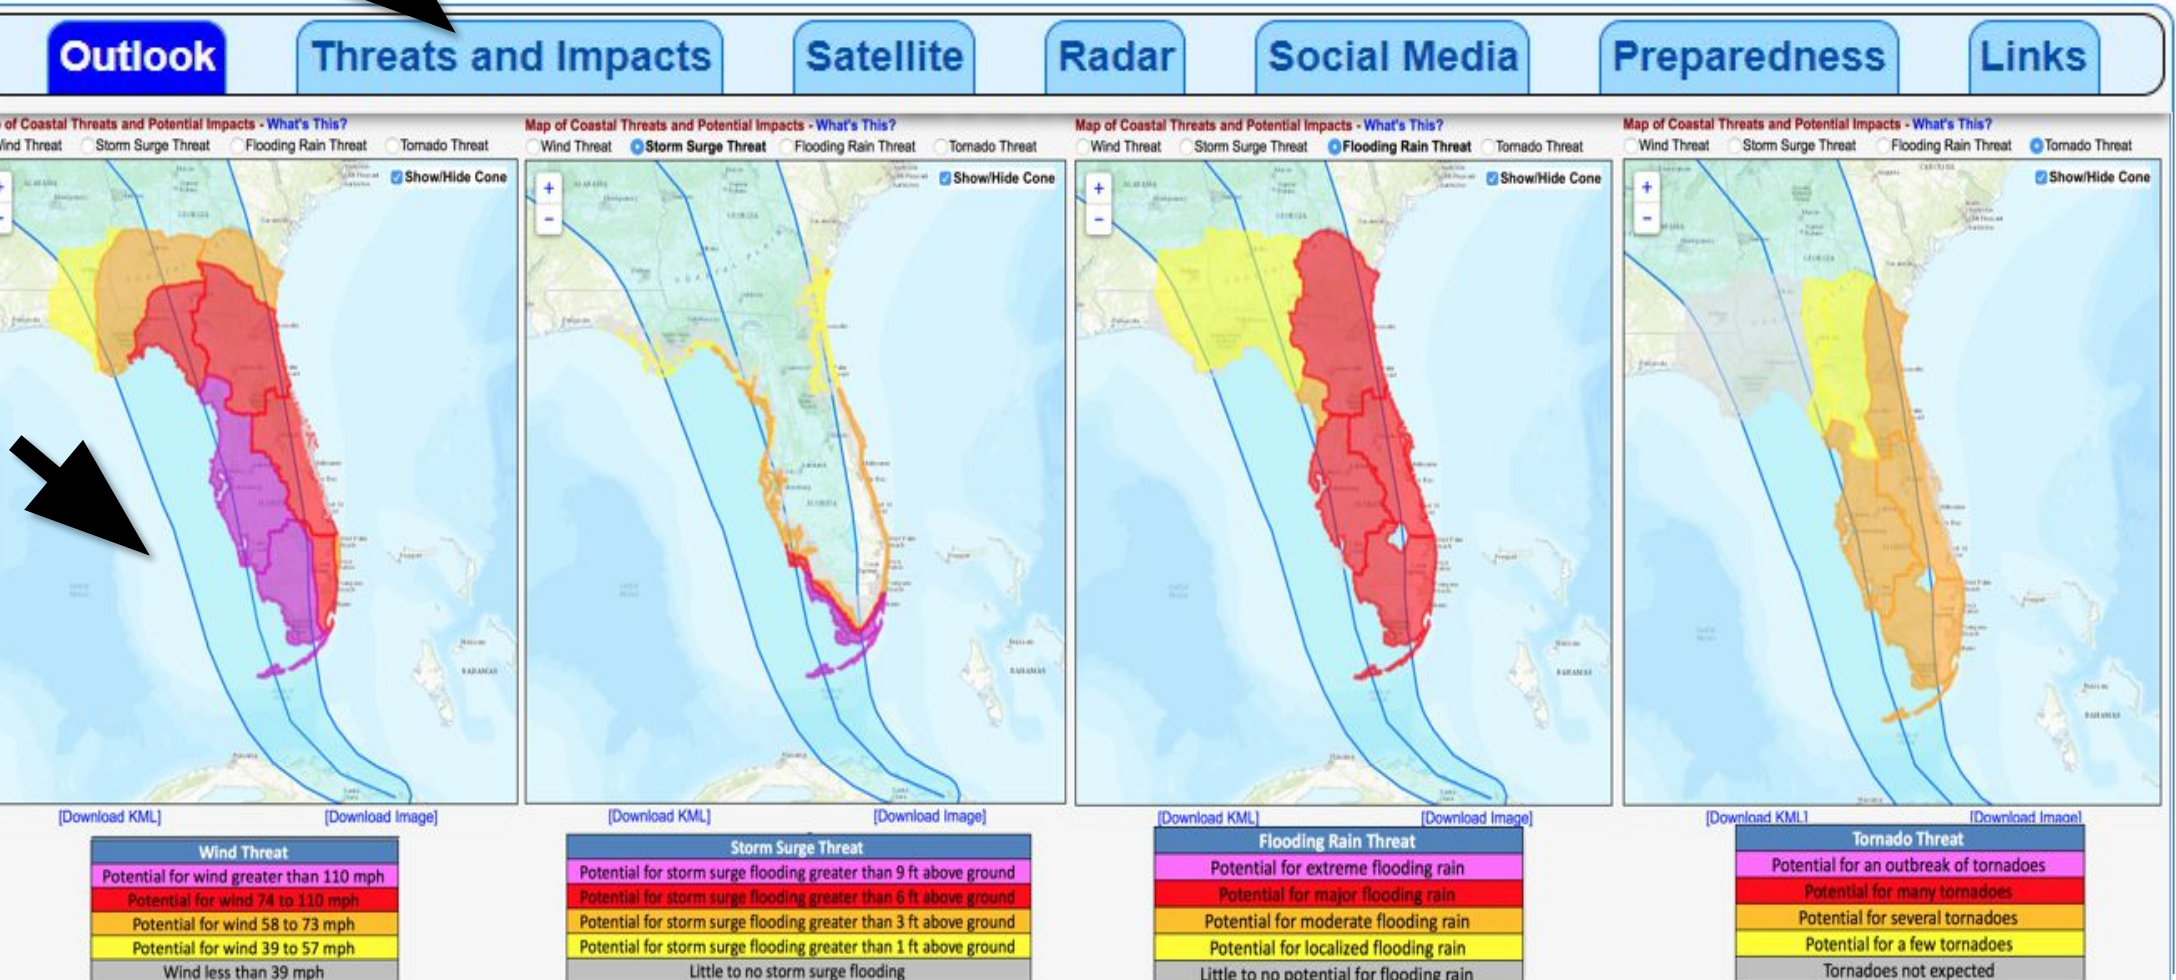 Outlook
Threats and Impacts
Satellite
Radar
Social Media
Preparedness
Links
of Coastal Threats and Potential Impacts - What's This?
Wind Threat Storm Surge Threat Flooding Rain Threat Tornado Threat
Show/Hide Cone
[Download KML] [Download Image]
Map of Coastal Threats and Potential Impacts - What's This?
Wind Threat Storm Surge Threat Flooding Rain Threat Tornado Threat
+
Show/Hide Cone
−
[Download KML] [Download Image]
Map of Coastal Threats and Potential Impacts - What's This?
Wind Threat Storm Surge Threat Flooding Rain Threat Tornado Threat
+
Show/Hide Cone
−
[Download KML] [Download Image]
Map of Coastal Threats and Potential Impacts - What's This?
Wind Threat Storm Surge Threat Flooding Rain Threat Tornado Threat
+
Show/Hide Cone
−
[Download KML] [Download Image]
Wind Threat
Potential for wind greater than 110 mph
Potential for wind 74 to 110 mph
Potential for wind 58 to 73 mph
Potential for wind 39 to 57 mph
Wind less than 39 mph
Storm Surge Threat
Potential for storm surge flooding greater than 9 ft above ground
Potential for storm surge flooding greater than 6 ft above ground
Potential for storm surge flooding greater than 3 ft above ground
Potential for storm surge flooding greater than 1 ft above ground
Little to no storm surge flooding
Flooding Rain Threat
Potential for extreme flooding rain
Potential for major flooding rain
Potential for moderate flooding rain
Potential for localized flooding rain
Little to no potential for flooding rain
Tornado Threat
Potential for an outbreak of tornadoes
Potential for many tornadoes
Potential for several tornadoes
Potential for a few tornadoes
Tornadoes not expected